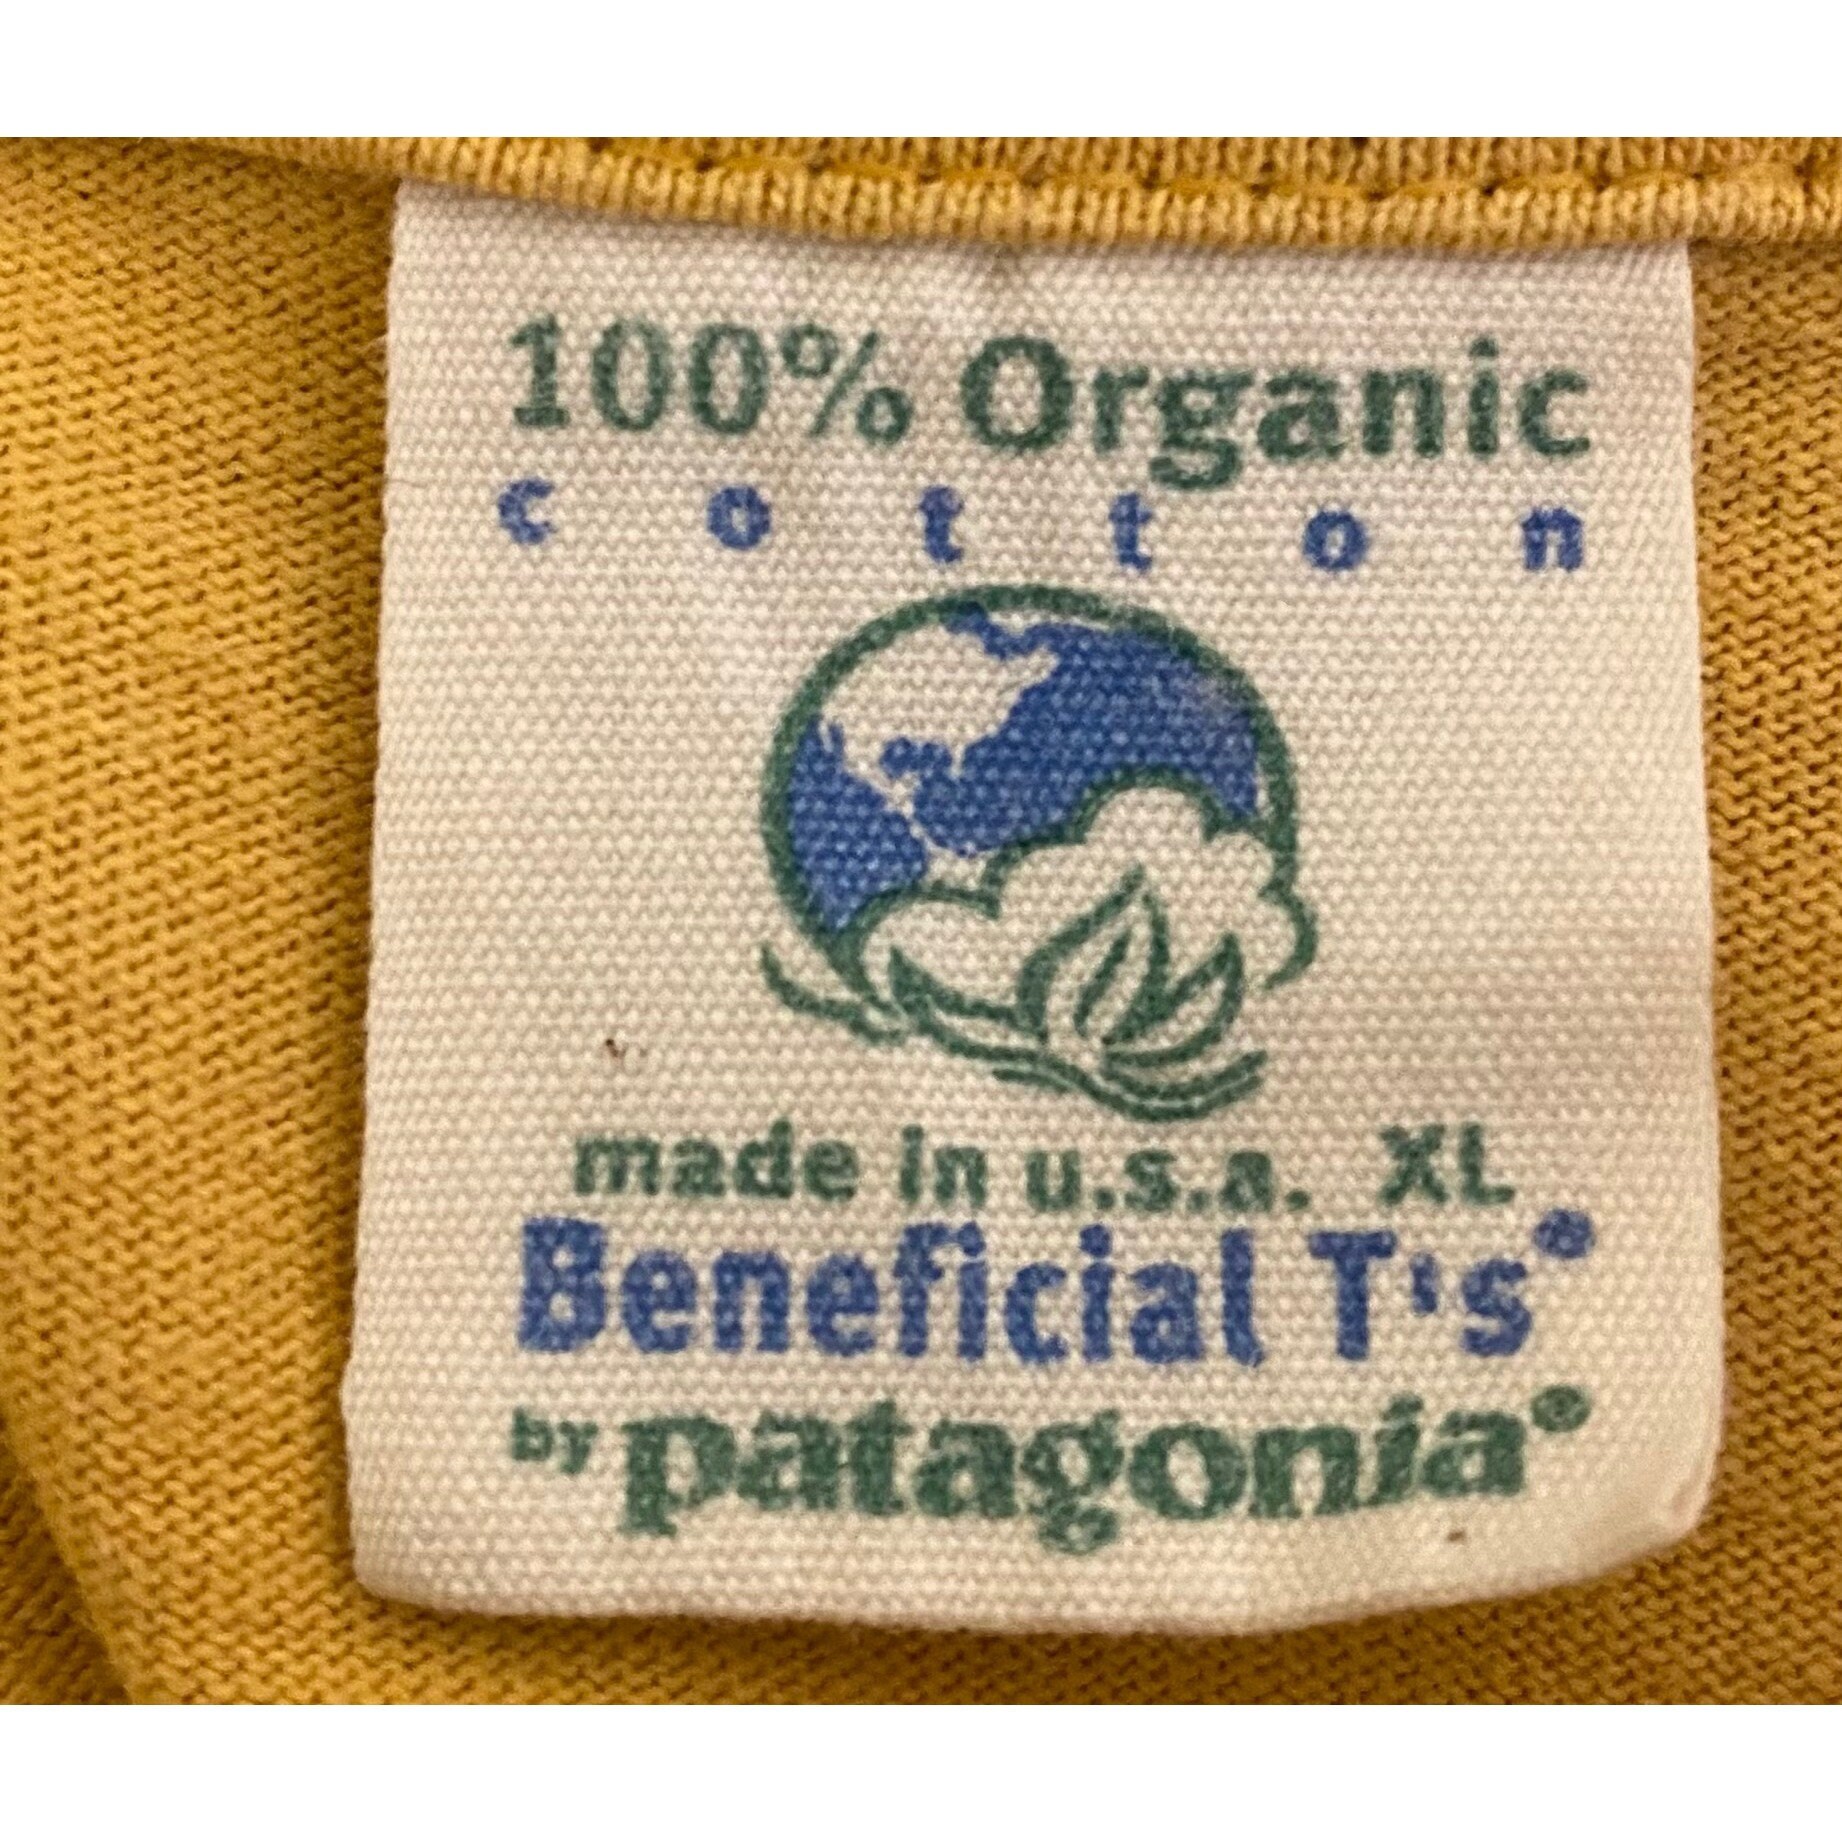 100% Organic
cotton
made in u.s.a. XL
Beneficial T's®
by patagonia®